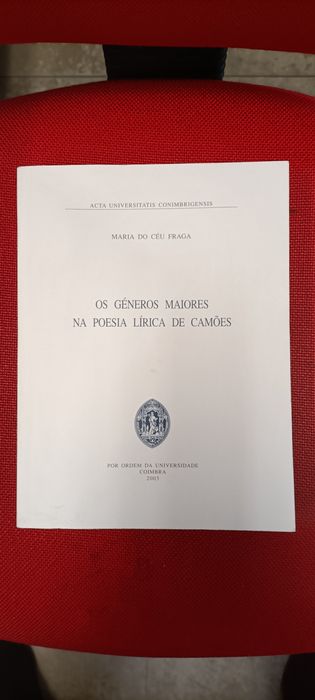 ACTA UNIVERSITATIS CONIMBRIGENSIS
MARIA DO CÉU FRAGA
OS GÉNEROS MAIORES
NA POESIA LÍRICA DE CAMÕES
POR ORDEM DA UNIVERSIDADE
COIMBRA
2003